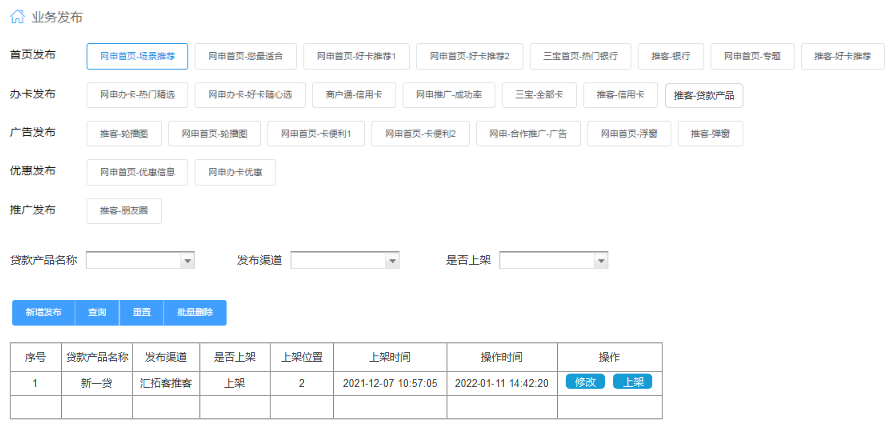 业务发布
首页发布 网申首页-场景推荐 网申首页-您最适合 网申首页-好卡推荐1 网申首页-好卡推荐2 三宝首页-热门银行 推客-银行 网申首页-专题 推客-好卡推荐
办卡发布 网申办卡-热门精选 网申办卡-好卡随心选 商户通-信用卡 网申推广-成功率 三宝-全部卡 推客-信用卡 推客-贷款产品
广告发布 推客-轮播图 网申首页-轮播图 网申首页-卡便利1 网申首页-卡便利2 网申-合作推广-广告 网申首页-浮窗 推客-弹窗
优惠发布 网申首页-优惠信息 网申办卡优惠
推广发布 推客-朋友圈
贷款产品名称 发布渠道 是否上架
新增发布 查询 重置 批量删除
序号 贷款产品名称 发布渠道 是否上架 上架位置 上架时间 操作时间 操作
1 新一贷 汇拓客推客 上架 2 2021-12-07 10:57:05 2022-01-11 14:42:20 修改 上架